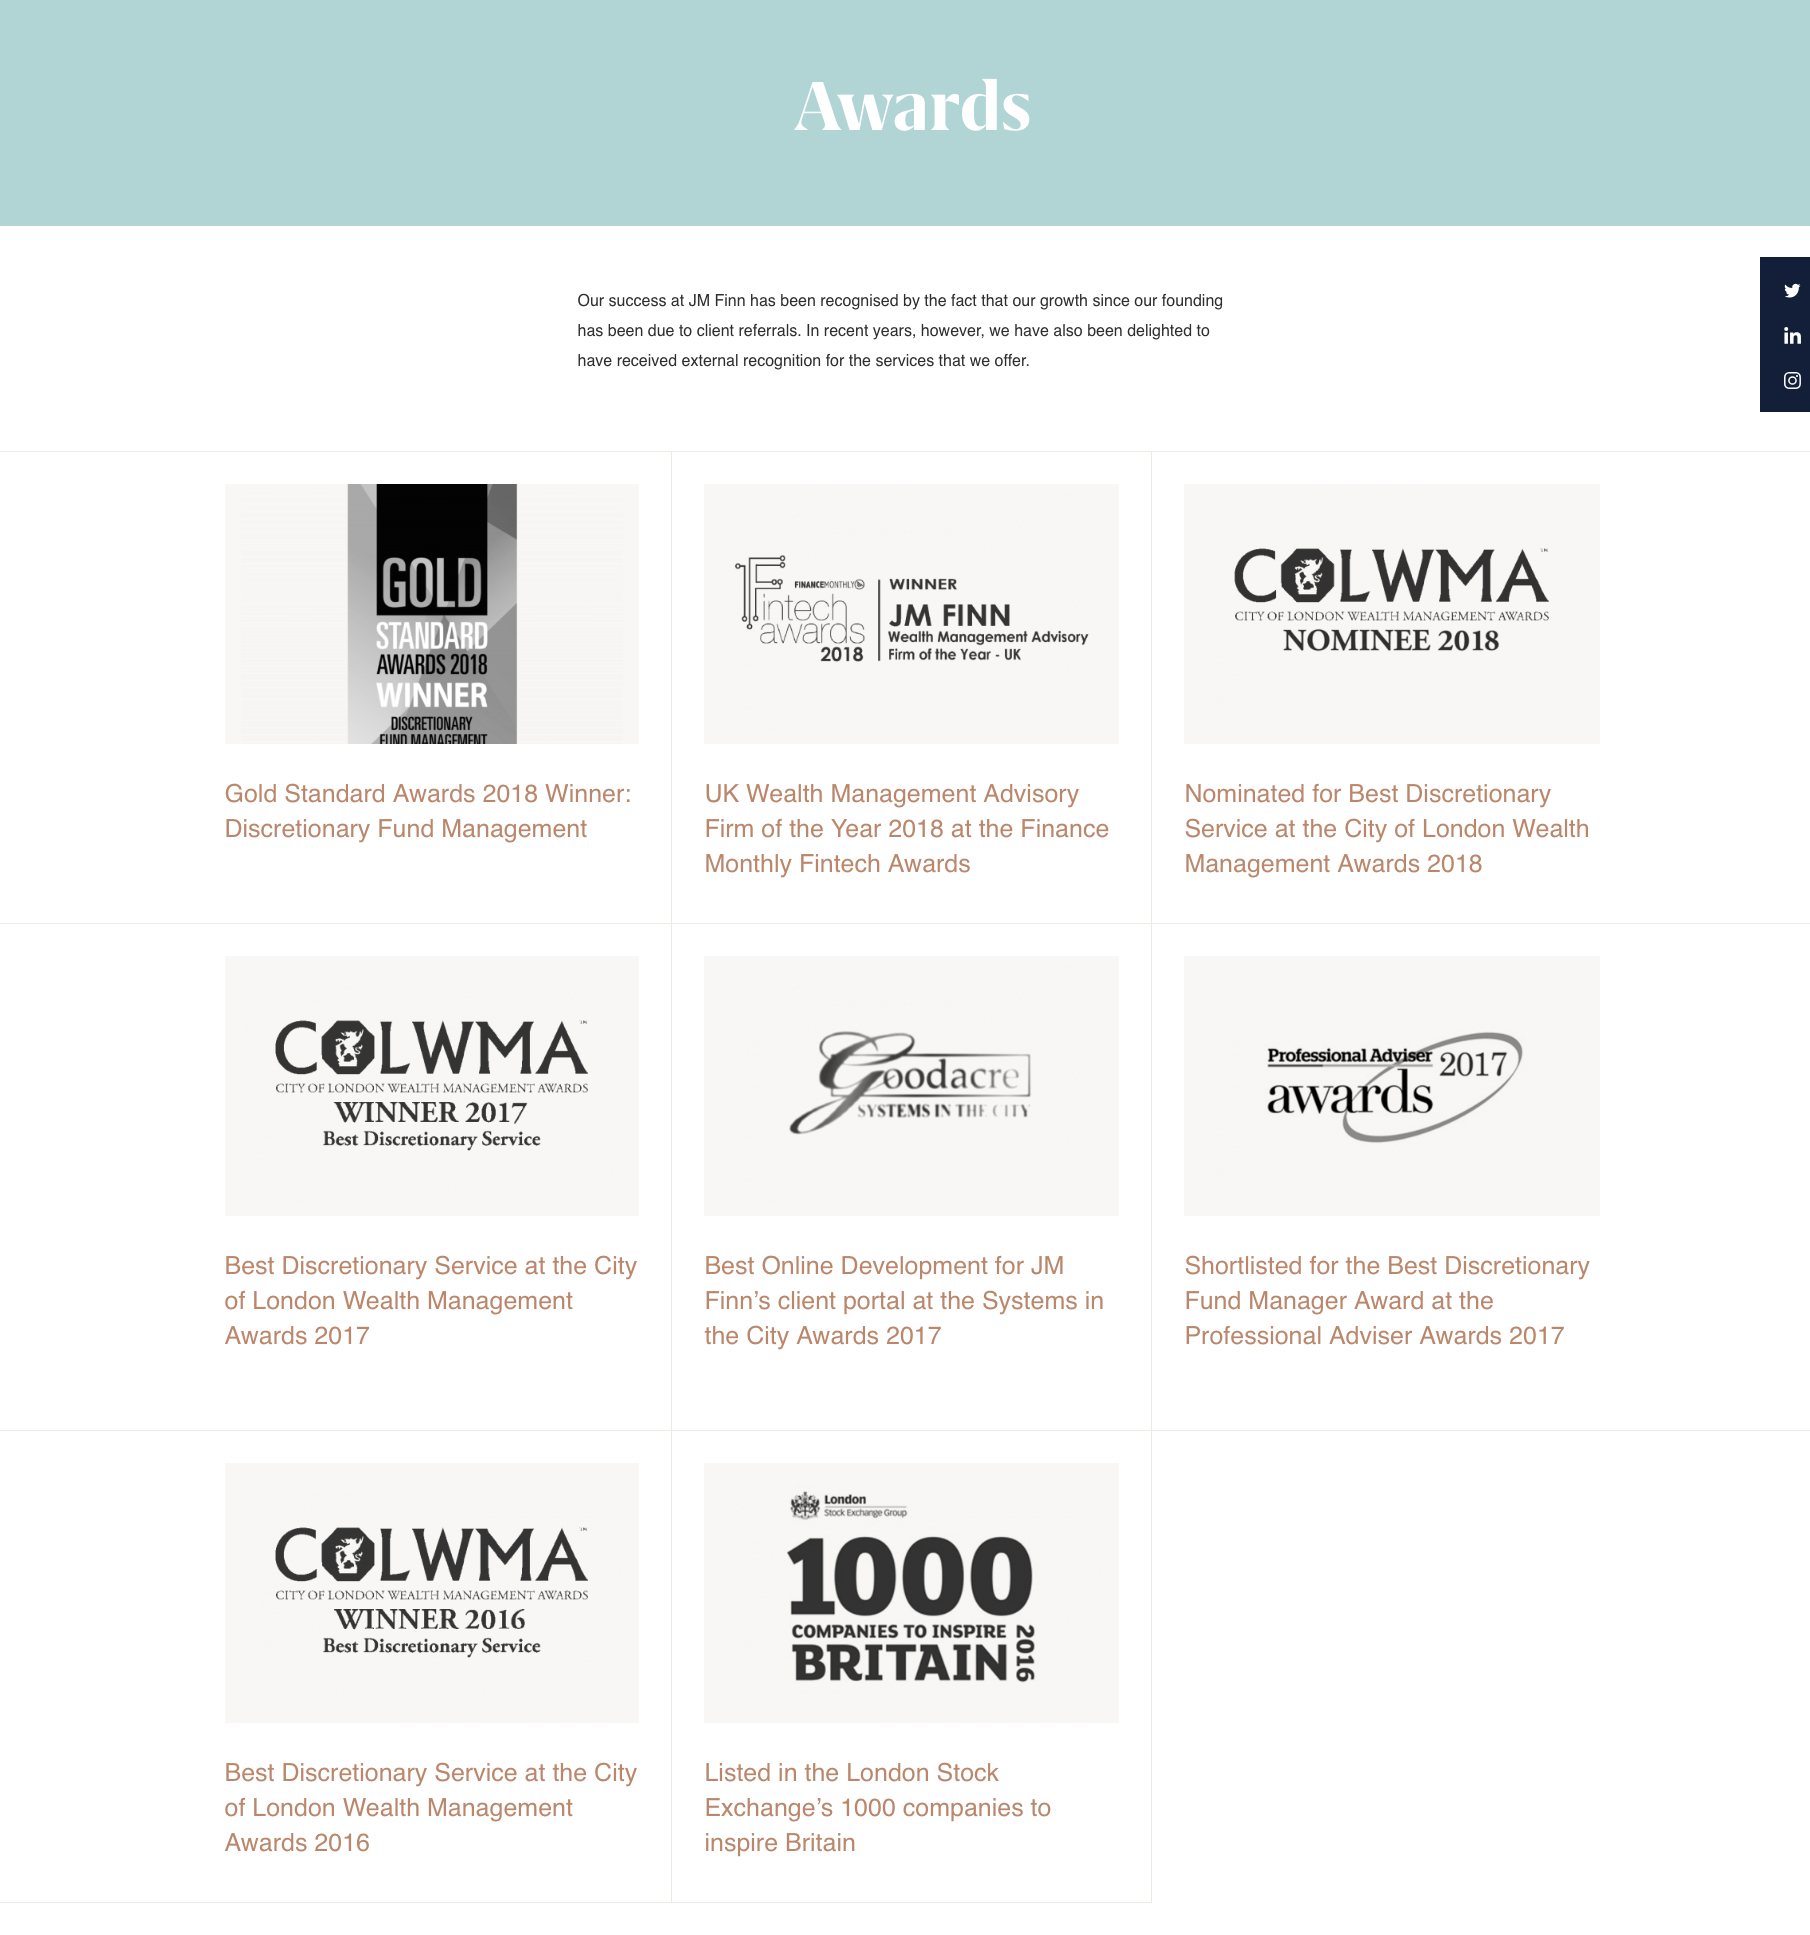 Awards
Our success at JM Finn has been recognised by the fact that our growth since our founding
has been due to client referrals. In recent years, however, we have also been delighted to
have received external recognition for the services that we offer.
GOLD
STANDARD
AWARDS 2018
WINNER
DISCRETIONARY
FUND MANAGEMENT
Gold Standard Awards 2018 Winner:
Discretionary Fund Management
FINANCEMONTHLY
Fintech
awards
2018
WINNER
JM FINN
Wealth Management Advisory
Firm of the Year - UK
UK Wealth Management Advisory
Firm of the Year 2018 at the Finance
Monthly Fintech Awards
COLWMA™
CITY OF LONDON WEALTH MANAGEMENT AWARDS
NOMINEE 2018
Nominated for Best Discretionary
Service at the City of London Wealth
Management Awards 2018
COLWMA™
CITY OF LONDON WEALTH MANAGEMENT AWARDS
WINNER 2017
Best Discretionary Service
Best Discretionary Service at the City
of London Wealth Management
Awards 2017
Goodacre
SYSTEMS IN THE CITY
Best Online Development for JM
Finn’s client portal at the Systems in
the City Awards 2017
Professional Adviser
awards
2017
Shortlisted for the Best Discretionary
Fund Manager Award at the
Professional Adviser Awards 2017
COLWMA™
CITY OF LONDON WEALTH MANAGEMENT AWARDS
WINNER 2016
Best Discretionary Service
Best Discretionary Service at the City
of London Wealth Management
Awards 2016
London
Stock Exchange Group
1000
COMPANIES TO INSPIRE
BRITAIN
2016
Listed in the London Stock
Exchange’s 1000 companies to
inspire Britain